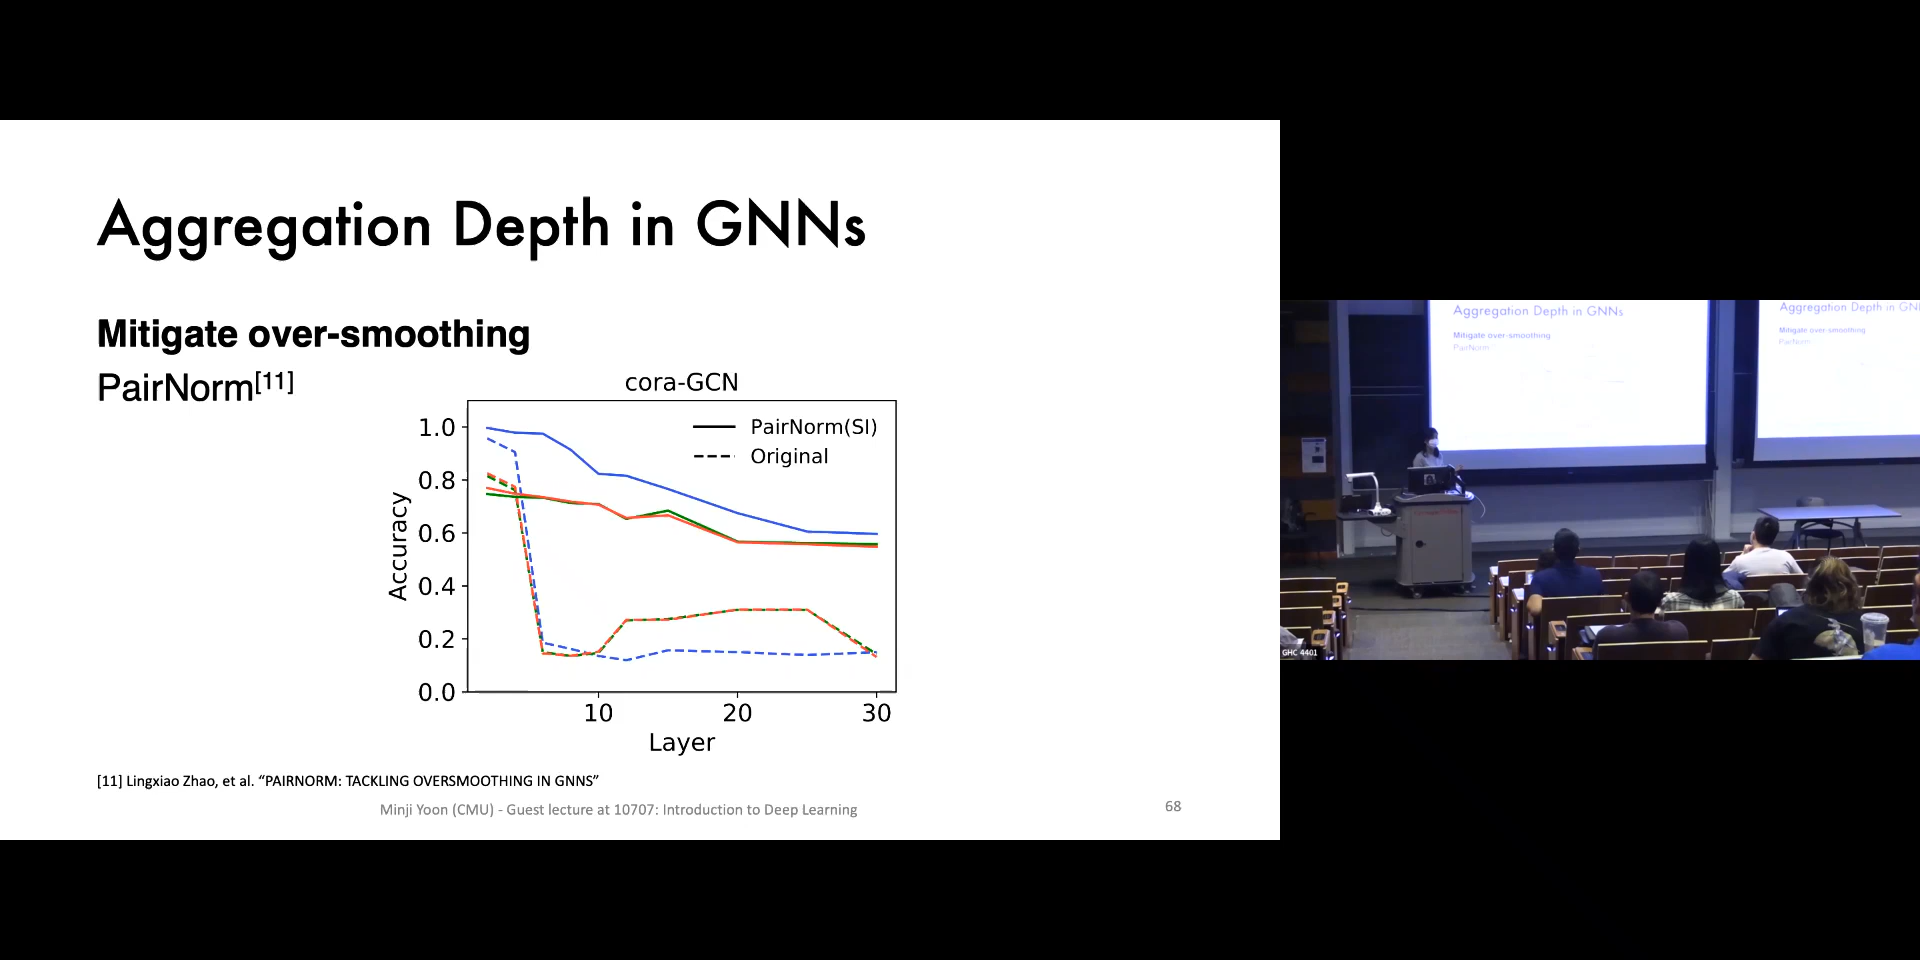 Aggregation Depth in GNNs
Mitigate over-smoothing
PairNorm[11]
cora-GCN
PairNorm(SI)
Original
1.0
0.8
0.6
0.4
0.2
0.0
Accuracy
10 20 30
Layer
[11] Lingxiao Zhao, et al. “PAIRNORM: TACKLING OVERSMOOTHING IN GNNS”
Minji Yoon (CMU) - Guest lecture at 10707: Introduction to Deep Learning
68
Aggregation Depth in GNNs
Mitigate over-smoothing
PairNorm
Aggregation Depth in GN
Mitigate over-smoothing
PairNorm
GHC 4401